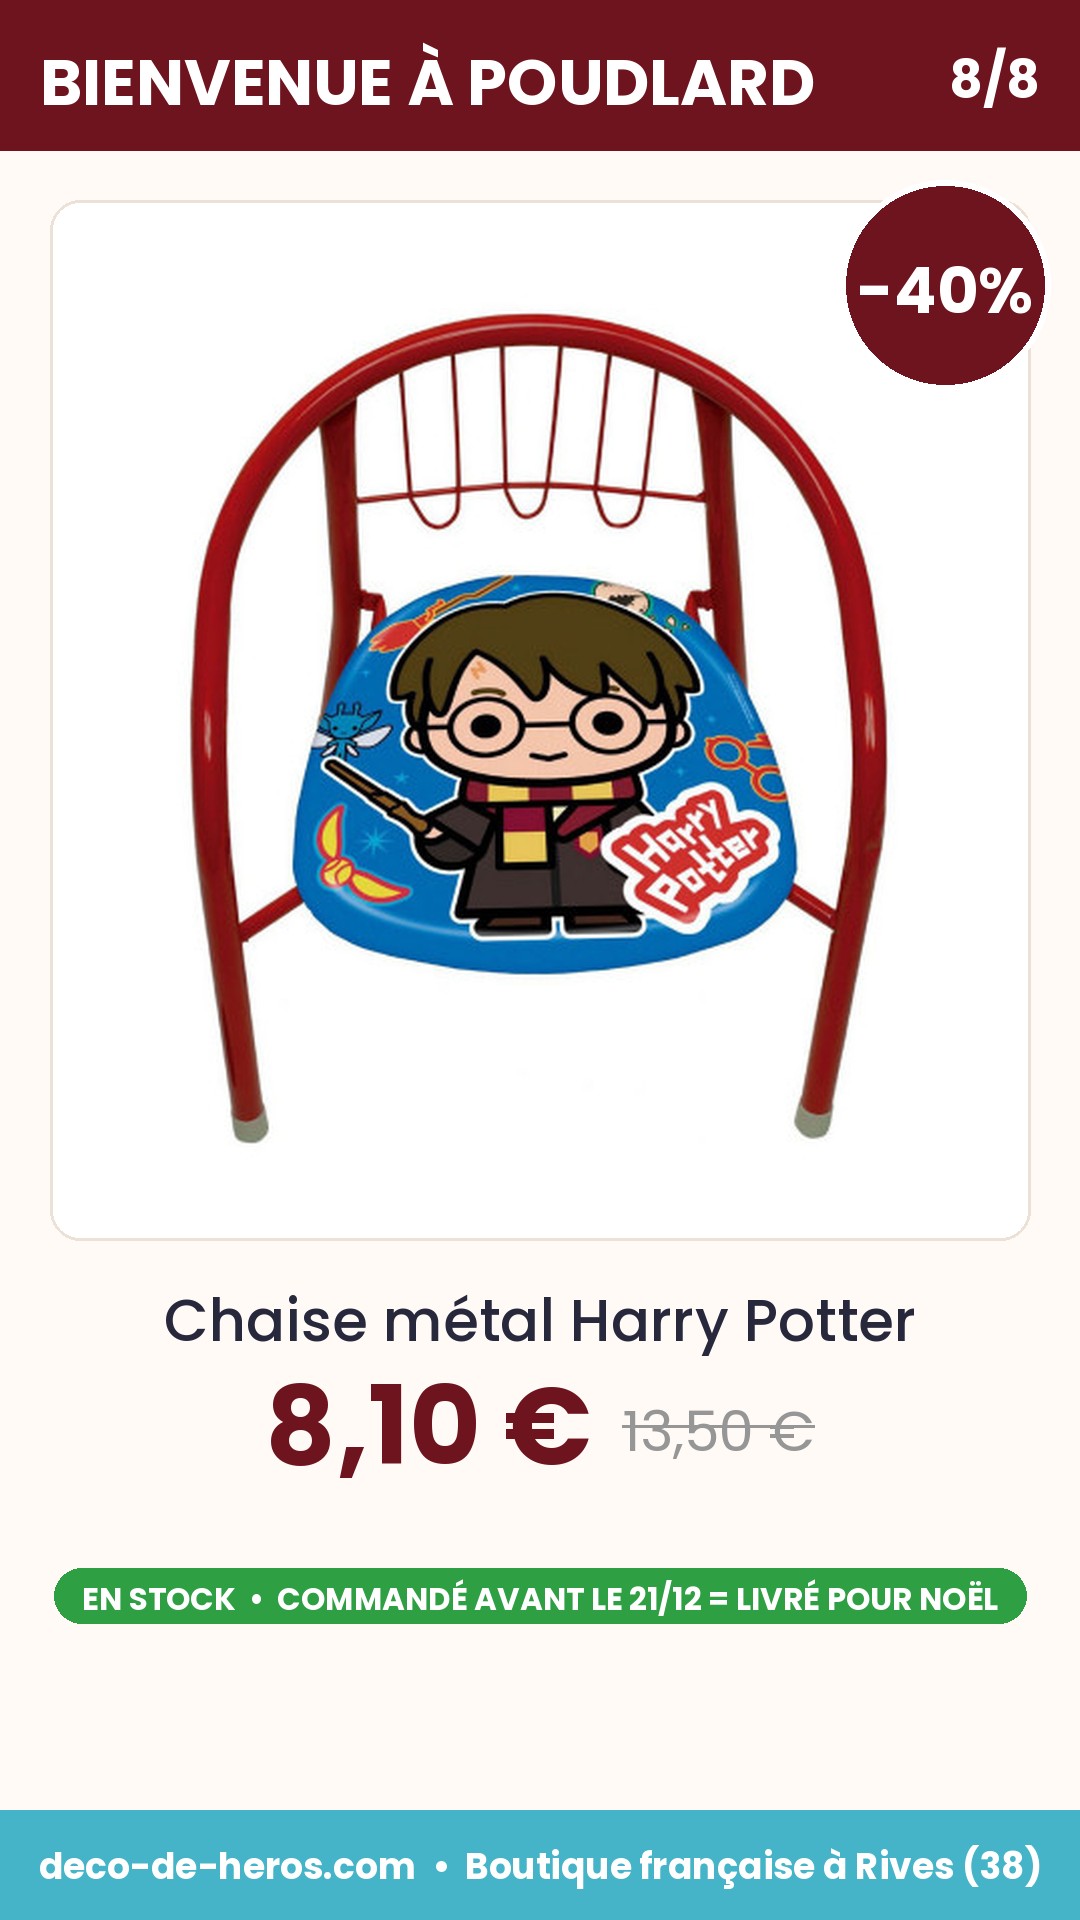 BIENVENUE À POUDLARD
8/8
-40%
Harry
Potter
Chaise métal Harry Potter
8,10 € 13,50 €
EN STOCK • COMMANDÉ AVANT LE 21/12 = LIVRÉ POUR NOËL
deco-de-heros.com • Boutique française à Rives (38)